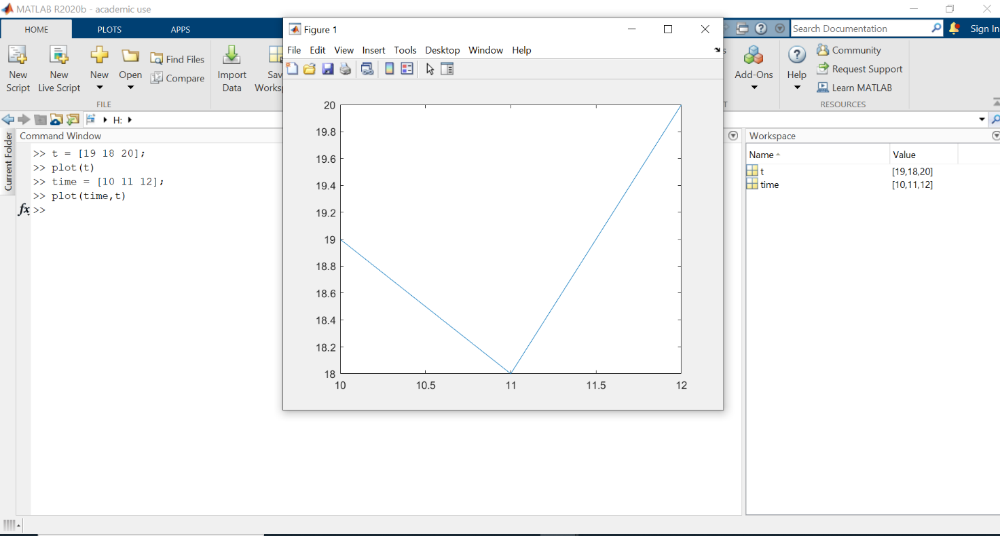 MATLAB R2020b - academic use
HOME PLOTS APPS
Search Documentation
Sign In
New Script
New Live Script
New
Open
Find Files
Compare
Import Data
FILE
Add-Ons
Help
Community
Request Support
Learn MATLAB
RESOURCES
H:
Current Folder
Command Window
>> t = [19 18 20];
>> plot(t)
>> time = [10 11 12];
>> plot(time,t)
fx >>
Figure 1
File Edit View Insert Tools Desktop Window Help
20
19.8
19.6
19.4
19.2
19
18.8
18.6
18.4
18.2
18
10 10.5 11 11.5 12
Workspace
Name Value
t [19,18,20]
time [10,11,12]